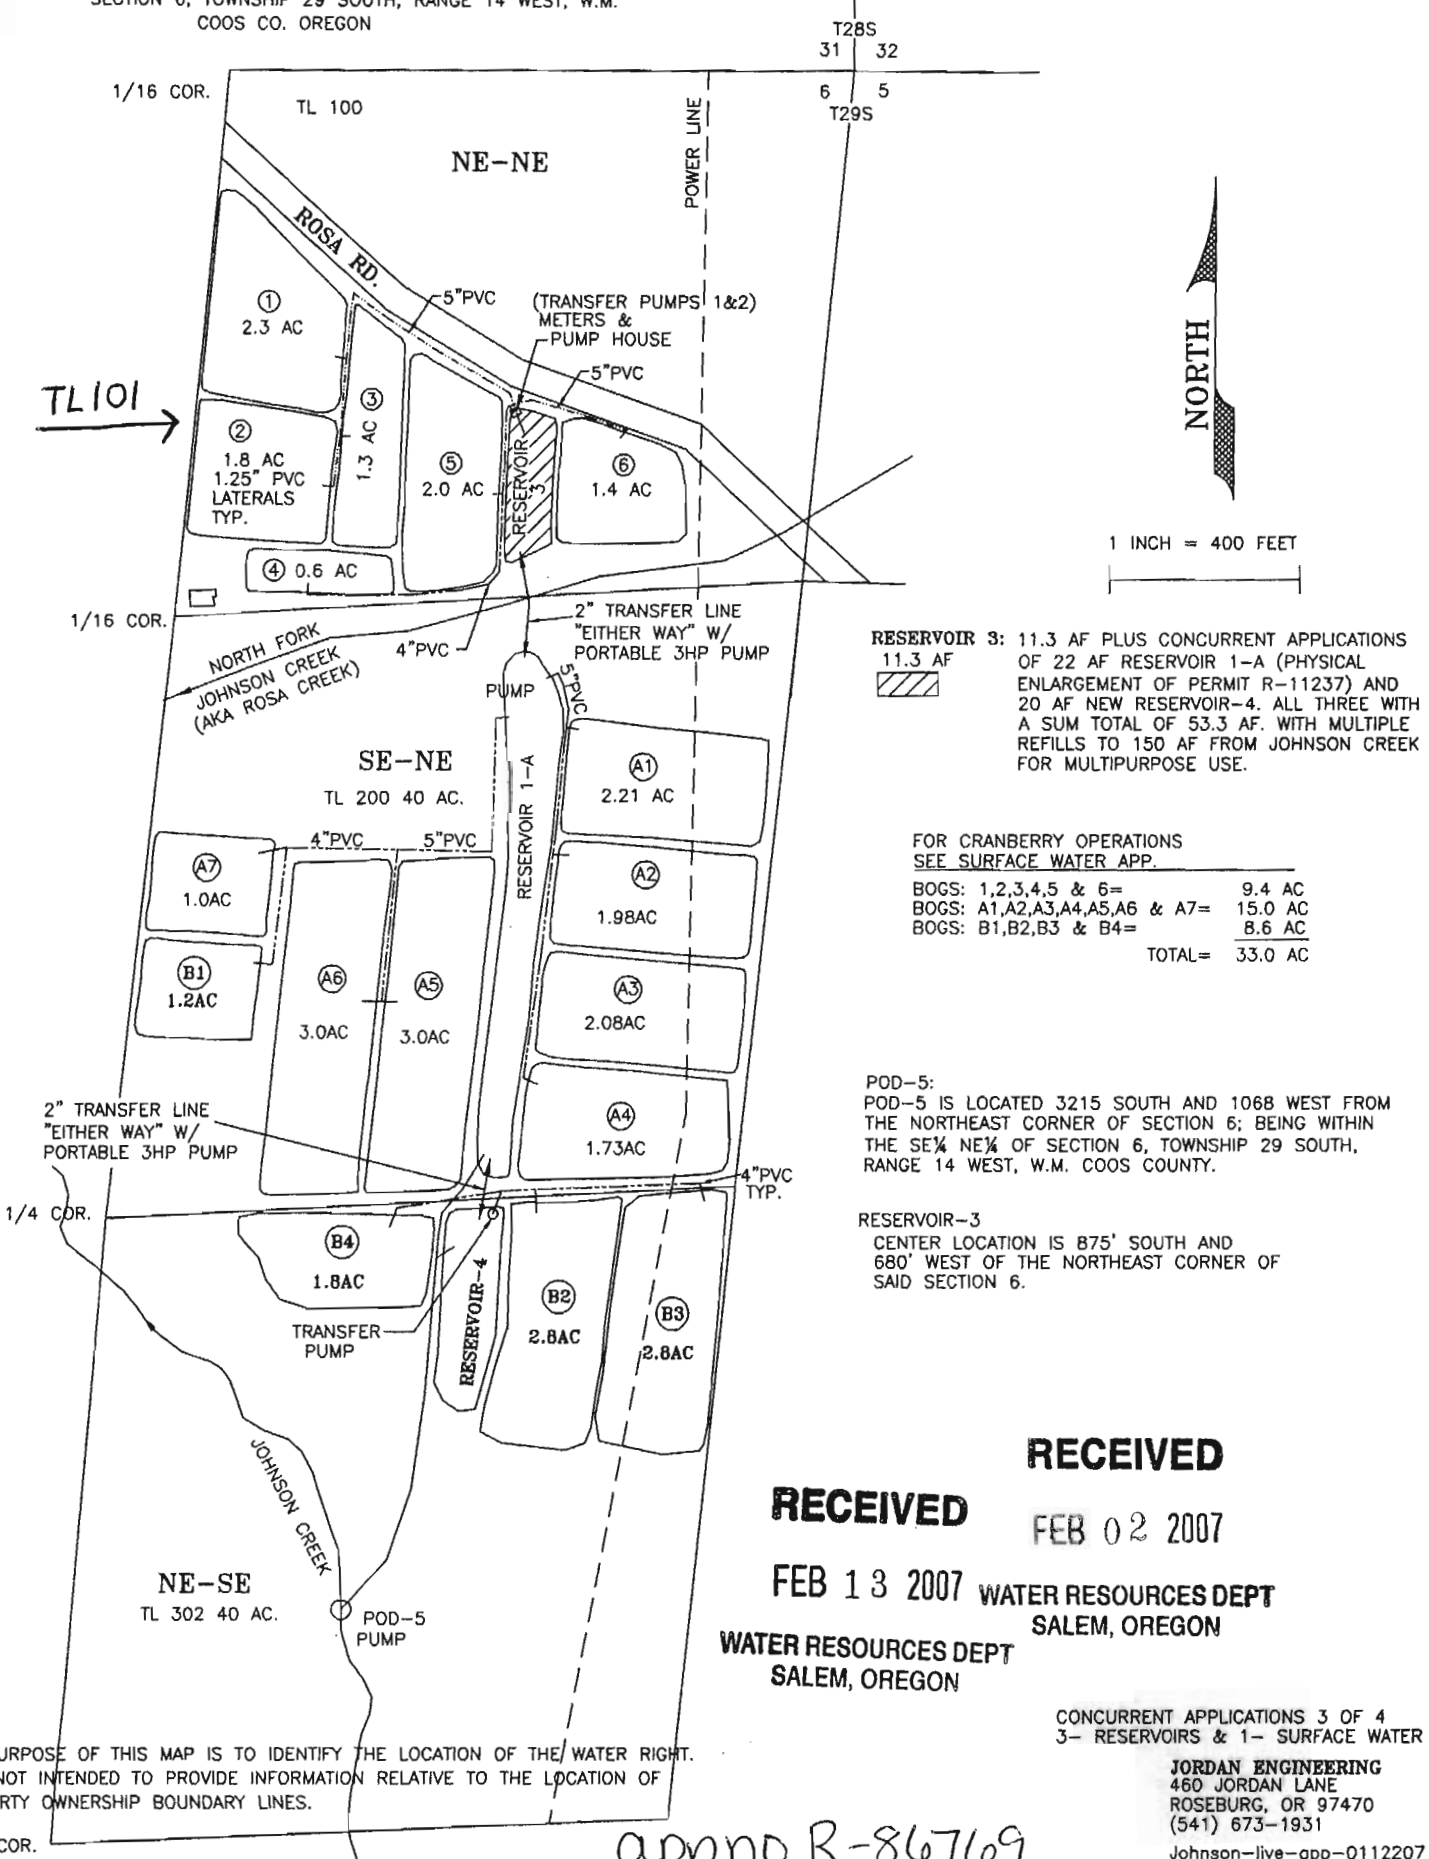 SECTION 6, TOWNSHIP 29 SOUTH, RANGE 14 WEST, W.M.
COOS CO. OREGON
T28S
31 32
6 5
T29S
1/16 COR.
TL 100
NE-NE
POWER LINE
ROSA RD.
5"PVC
(TRANSFER PUMPS 1&2)
METERS &
PUMP HOUSE
5"PVC
1
2.3 AC
TL101
2
1.8 AC
1.25" PVC
LATERALS
TYP.
3
1.3 AC
5
2.0 AC
RESERVOIR
3
6
1.4 AC
4 0.6 AC
NORTH
1 INCH = 400 FEET
1/16 COR.
NORTH FORK
JOHNSON CREEK
(AKA ROSA CREEK)
4"PVC
2" TRANSFER LINE
"EITHER WAY" W/
PORTABLE 3HP PUMP
RESERVOIR 3: 11.3 AF PLUS CONCURRENT APPLICATIONS
11.3 AF
OF 22 AF RESERVOIR 1-A (PHYSICAL
ENLARGEMENT OF PERMIT R-11237) AND
20 AF NEW RESERVOIR-4. ALL THREE WITH
A SUM TOTAL OF 53.3 AF. WITH MULTIPLE
REFILLS TO 150 AF FROM JOHNSON CREEK
FOR MULTIPURPOSE USE.
PUMP
5"PVC
SE-NE
TL 200 40 AC.
RESERVOIR 1-A
A1
2.21 AC
4"PVC
5"PVC
A7
1.0AC
A2
1.98AC
FOR CRANBERRY OPERATIONS
SEE SURFACE WATER APP.
BOGS: 1,2,3,4,5 & 6= 9.4 AC
BOGS: A1,A2,A3,A4,A5,A6 & A7= 15.0 AC
BOGS: B1,B2,B3 & B4= 8.6 AC
TOTAL= 33.0 AC
B1
1.2AC
A6
3.0AC
A5
3.0AC
A3
2.08AC
A4
1.73AC
2" TRANSFER LINE
"EITHER WAY" W/
PORTABLE 3HP PUMP
POD-5:
POD-5 IS LOCATED 3215 SOUTH AND 1068 WEST FROM
THE NORTHEAST CORNER OF SECTION 6; BEING WITHIN
THE SE¼ NE¼ OF SECTION 6, TOWNSHIP 29 SOUTH,
RANGE 14 WEST, W.M. COOS COUNTY.
4"PVC
TYP.
1/4 COR.
RESERVOIR-3
CENTER LOCATION IS 875' SOUTH AND
680' WEST OF THE NORTHEAST CORNER OF
SAID SECTION 6.
B4
1.8AC
RESERVOIR-4
B2
2.8AC
B3
2.8AC
TRANSFER
PUMP
JOHNSON CREEK
NE-SE
TL 302 40 AC.
POD-5
PUMP
RECEIVED
FEB 02 2007
WATER RESOURCES DEPT
SALEM, OREGON
RECEIVED
FEB 13 2007
WATER RESOURCES DEPT
SALEM, OREGON
URPOSE OF THIS MAP IS TO IDENTIFY THE LOCATION OF THE WATER RIGHT.
NOT INTENDED TO PROVIDE INFORMATION RELATIVE TO THE LOCATION OF
RTY OWNERSHIP BOUNDARY LINES.
COR.
CONCURRENT APPLICATIONS 3 OF 4
3- RESERVOIRS & 1- SURFACE WATER
JORDAN ENGINEERING
460 JORDAN LANE
ROSEBURG, OR 97470
(541) 673-1931
Johnson-live-app-0112207
R-86769